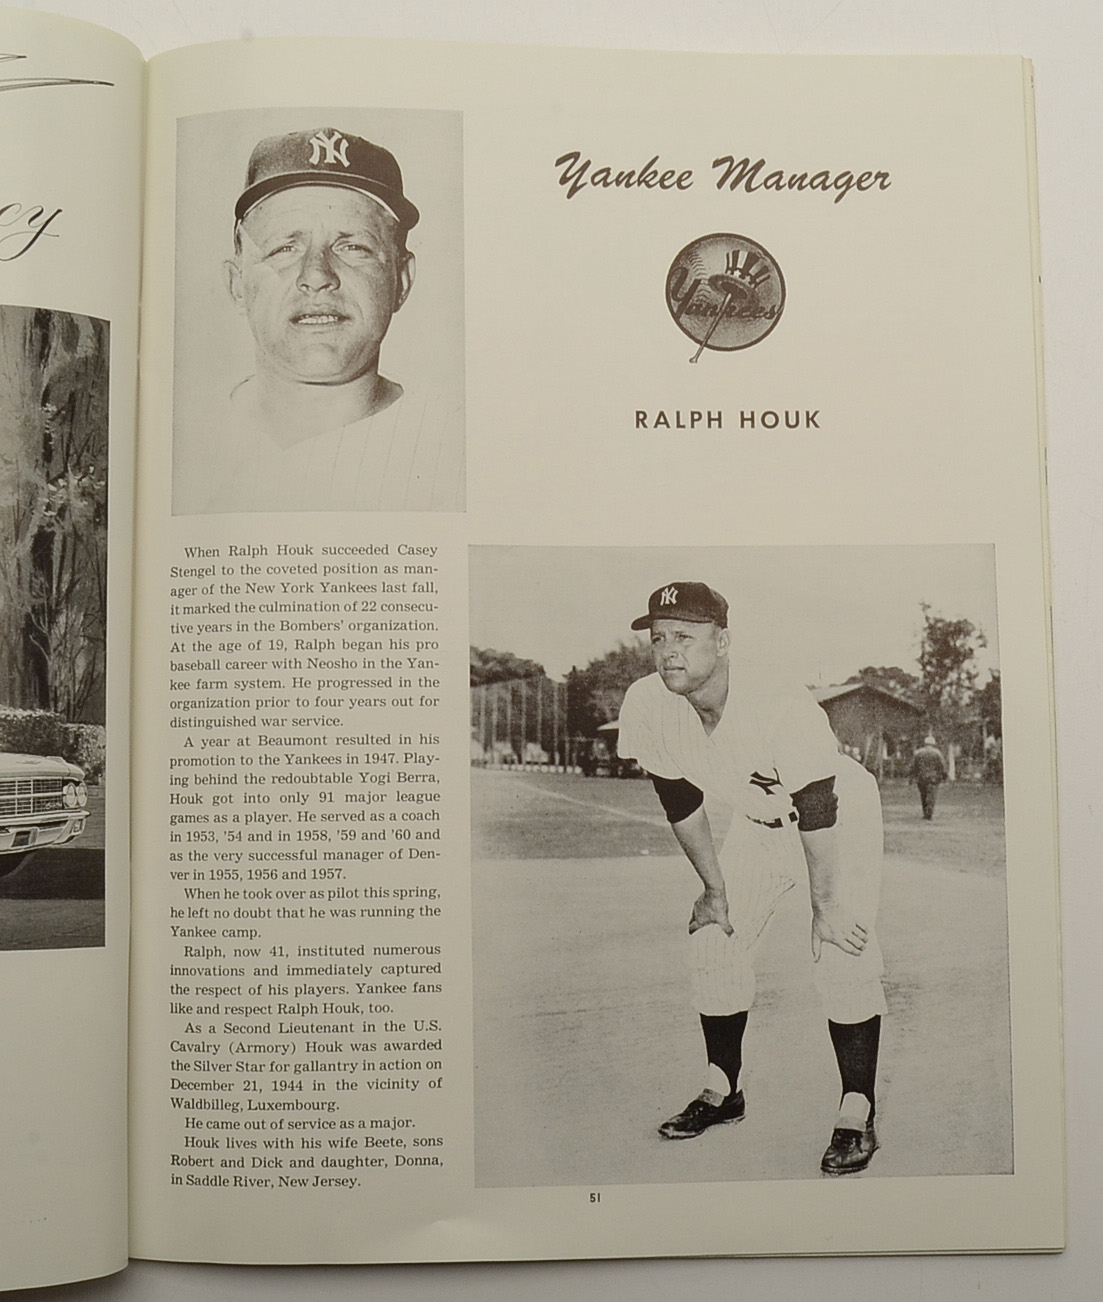 cy
NY
Yankee Manager
Yankees
RALPH HOUK
When Ralph Houk succeeded Casey
Stengel to the coveted position as man-
ager of the New York Yankees last fall,
it marked the culmination of 22 consecu-
tive years in the Bombers' organization.
At the age of 19, Ralph began his pro
baseball career with Neosho in the Yan-
kee farm system. He progressed in the
organization prior to four years out for
distinguished war service.
A year at Beaumont resulted in his
promotion to the Yankees in 1947. Play-
ing behind the redoubtable Yogi Berra,
Houk got into only 91 major league
games as a player. He served as a coach
in 1953, '54 and in 1958, '59 and '60 and
as the very successful manager of Den-
ver in 1955, 1956 and 1957.
When he took over as pilot this spring,
he left no doubt that he was running the
Yankee camp.
Ralph, now 41, instituted numerous
innovations and immediately captured
the respect of his players. Yankee fans
like and respect Ralph Houk, too.
As a Second Lieutenant in the U.S.
Cavalry (Armory) Houk was awarded
the Silver Star for gallantry in action on
December 21, 1944 in the vicinity of
Waldbilleg, Luxembourg.
He came out of service as a major.
Houk lives with his wife Beete, sons
Robert and Dick and daughter, Donna,
in Saddle River, New Jersey.
NY
NY
51